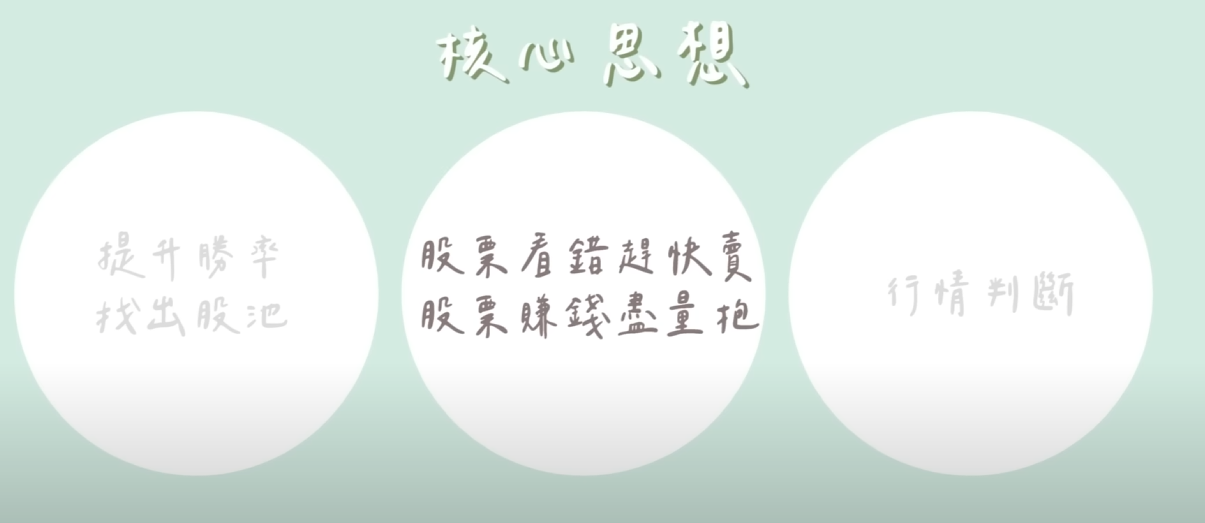 核心思想
提升勝率
找出股池
股票看錯趕快賣
股票賺錢盡量抱
行情判斷